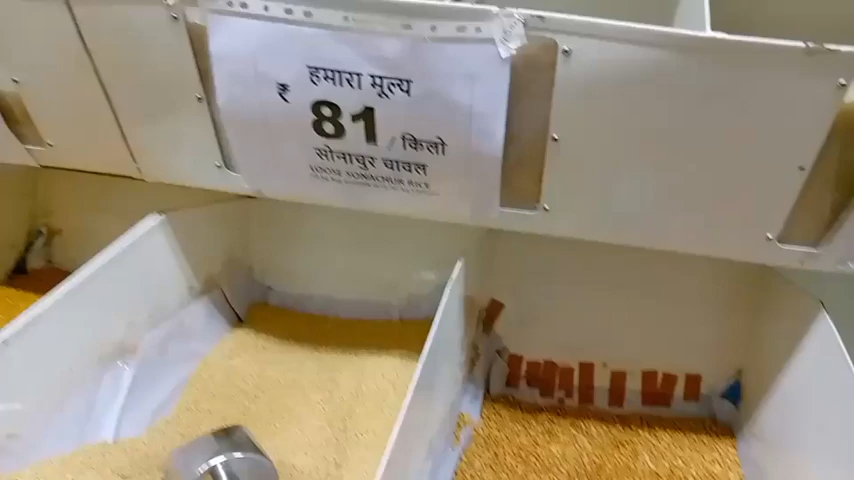 हमारा मूल्य
₹ 81 / किलो
सोनाचुर चावल
LOOSE SONACHUR RICE